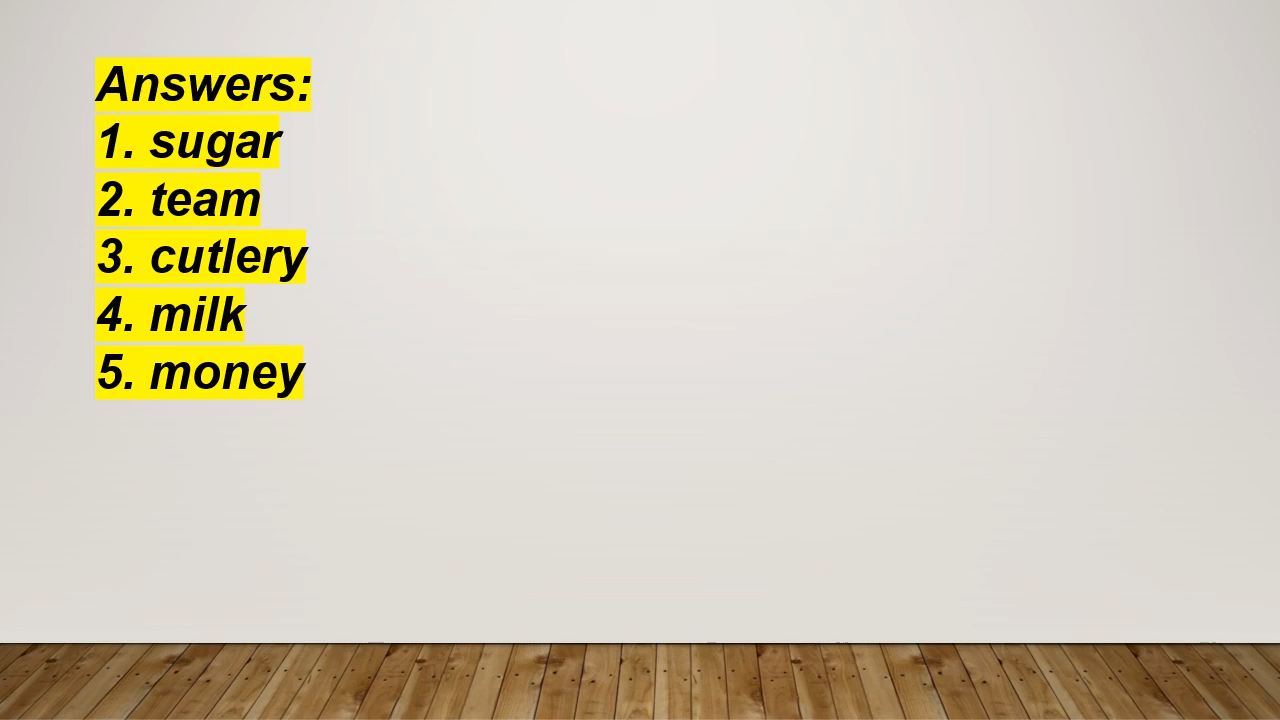 Answers:
1. sugar
2. team
3. cutlery
4. milk
5. money